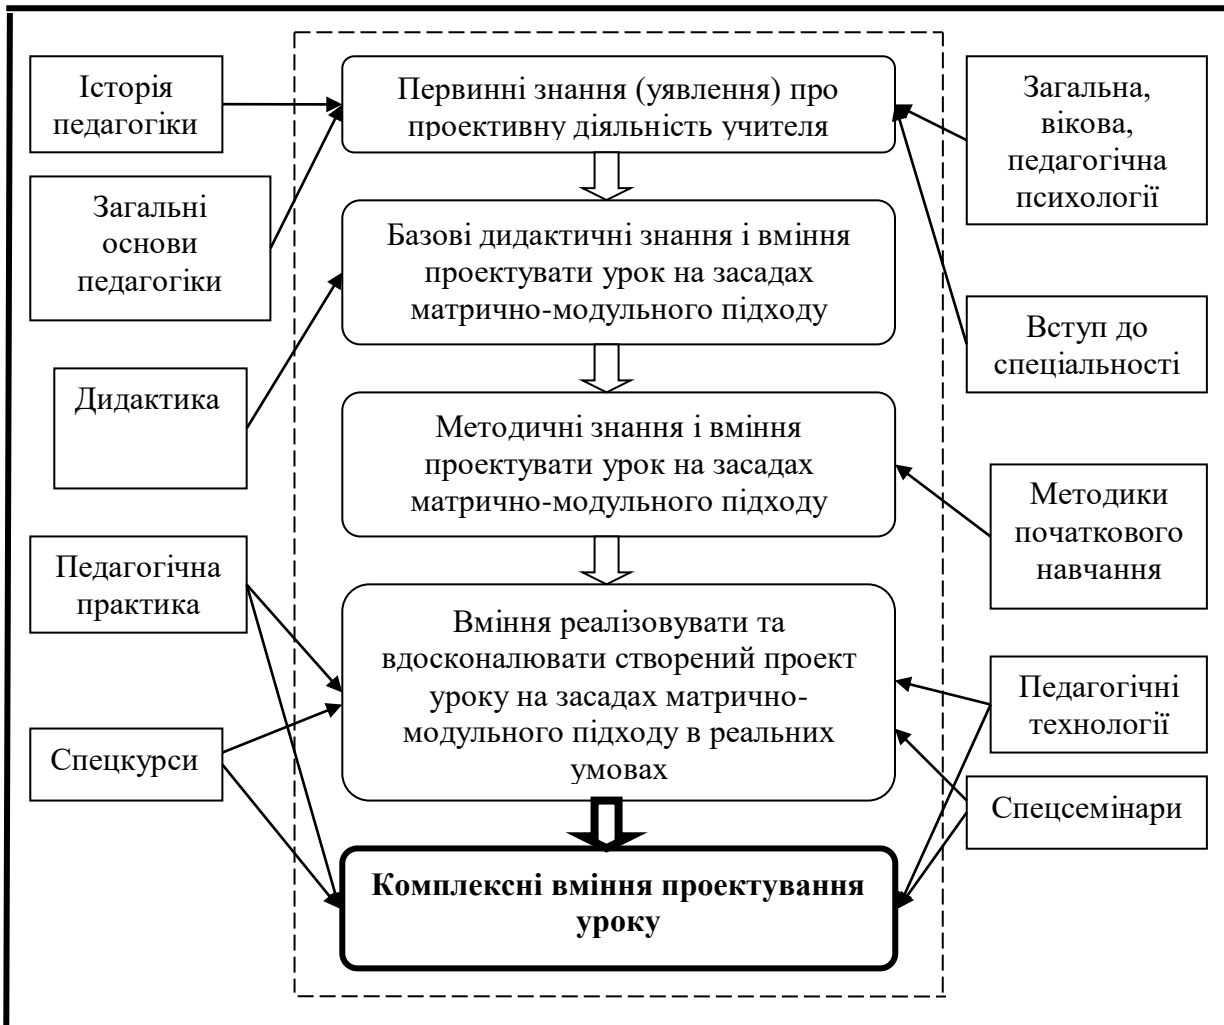 Історія
педагогіки
Загальні
основи
педагогіки
Дидактика
Педагогічна
практика
Спецкурси
Первинні знання (уявлення) про
проективну діяльність учителя
Базові дидактичні знання і вміння
проектувати урок на засадах
матрично-модульного підходу
Методичні знання і вміння
проектувати урок на засадах
матрично-модульного підходу
Вміння реалізовувати та
вдосконалювати створений проект
уроку на засадах матрично-
модульного підходу в реальних
умовах
Комплексні вміння проектування
уроку
Загальна,
вікова,
педагогічна
психології
Вступ до
спеціальності
Методики
початкового
навчання
Педагогічні
технології
Спецсемінари